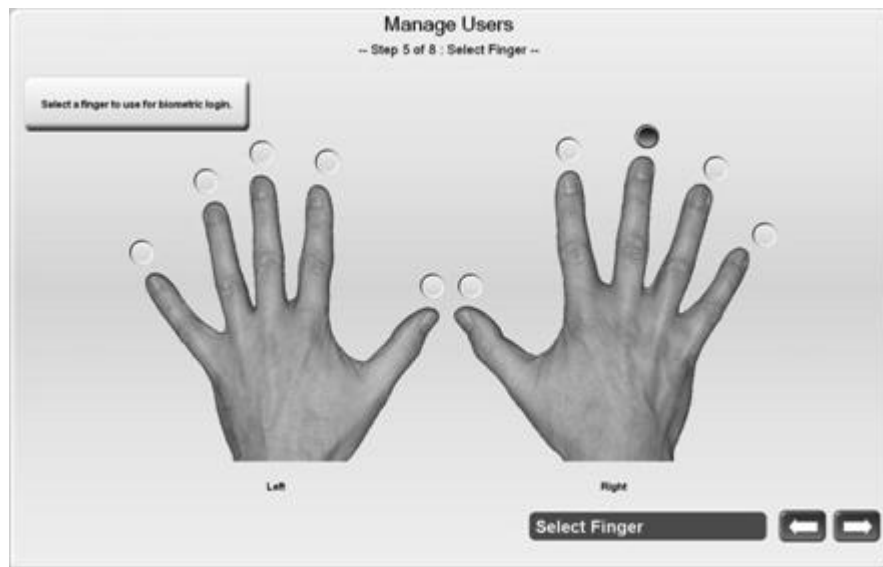 Manage Users
-- Step 5 of 8 : Select Finger --
Select a finger to use for biometric login.
Left
Right
Select Finger